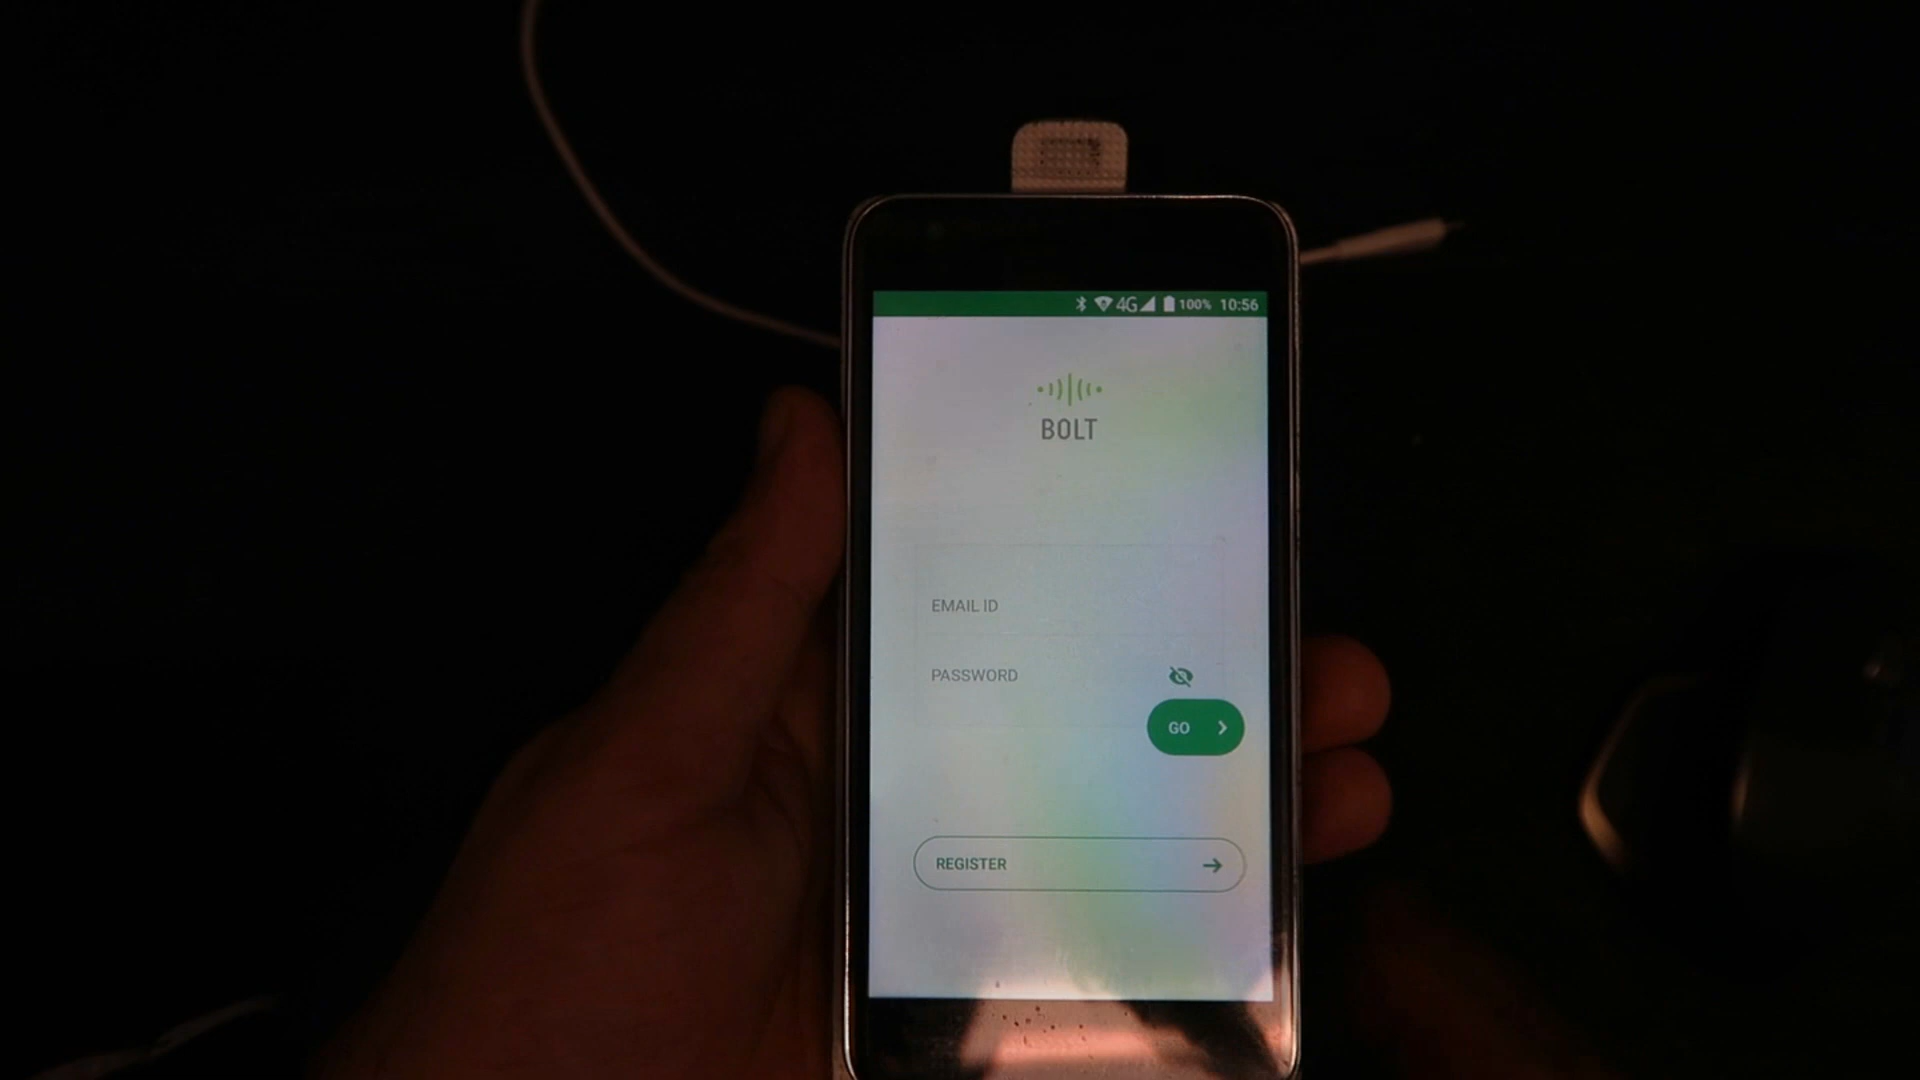 4G 100% 10:56
BOLT
EMAIL ID
PASSWORD
GO
REGISTER